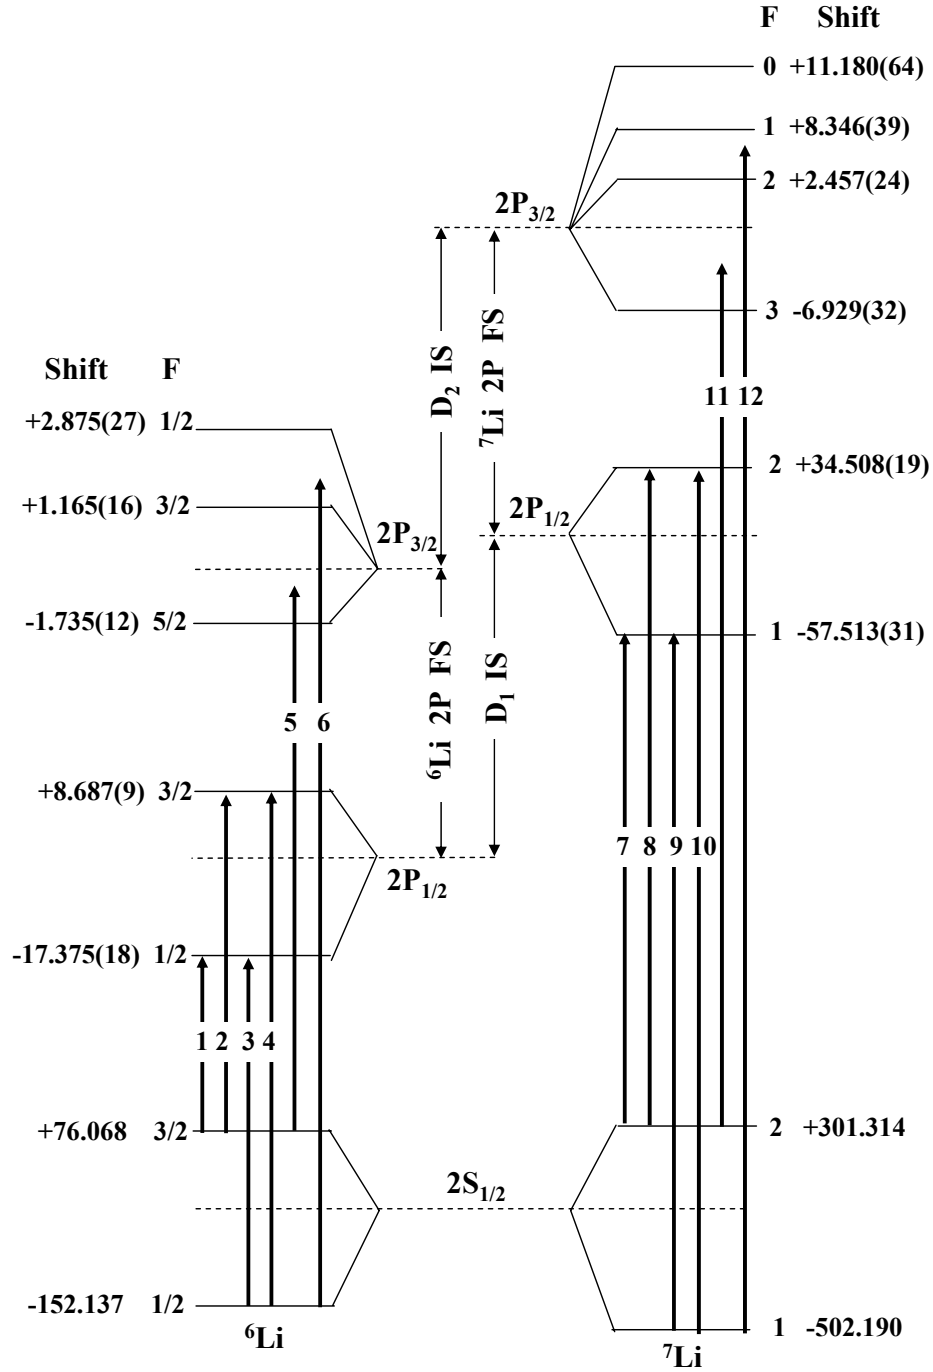 F Shift
0 +11.180(64)
1 +8.346(39)
2 +2.457(24)
2P3/2
3 -6.929(32)
D2 IS
7Li 2P FS
Shift F
11 12
+2.875(27) 1/2
2 +34.508(19)
+1.165(16) 3/2
2P1/2
2P3/2
-1.735(12) 5/2
1 -57.513(31)
6Li 2P FS
D1 IS
5 6
+8.687(9) 3/2
7 8 9 10
2P1/2
-17.375(18) 1/2
1 2 3 4
+76.068 3/2
2 +301.314
2S1/2
-152.137 1/2
1 -502.190
6Li
7Li